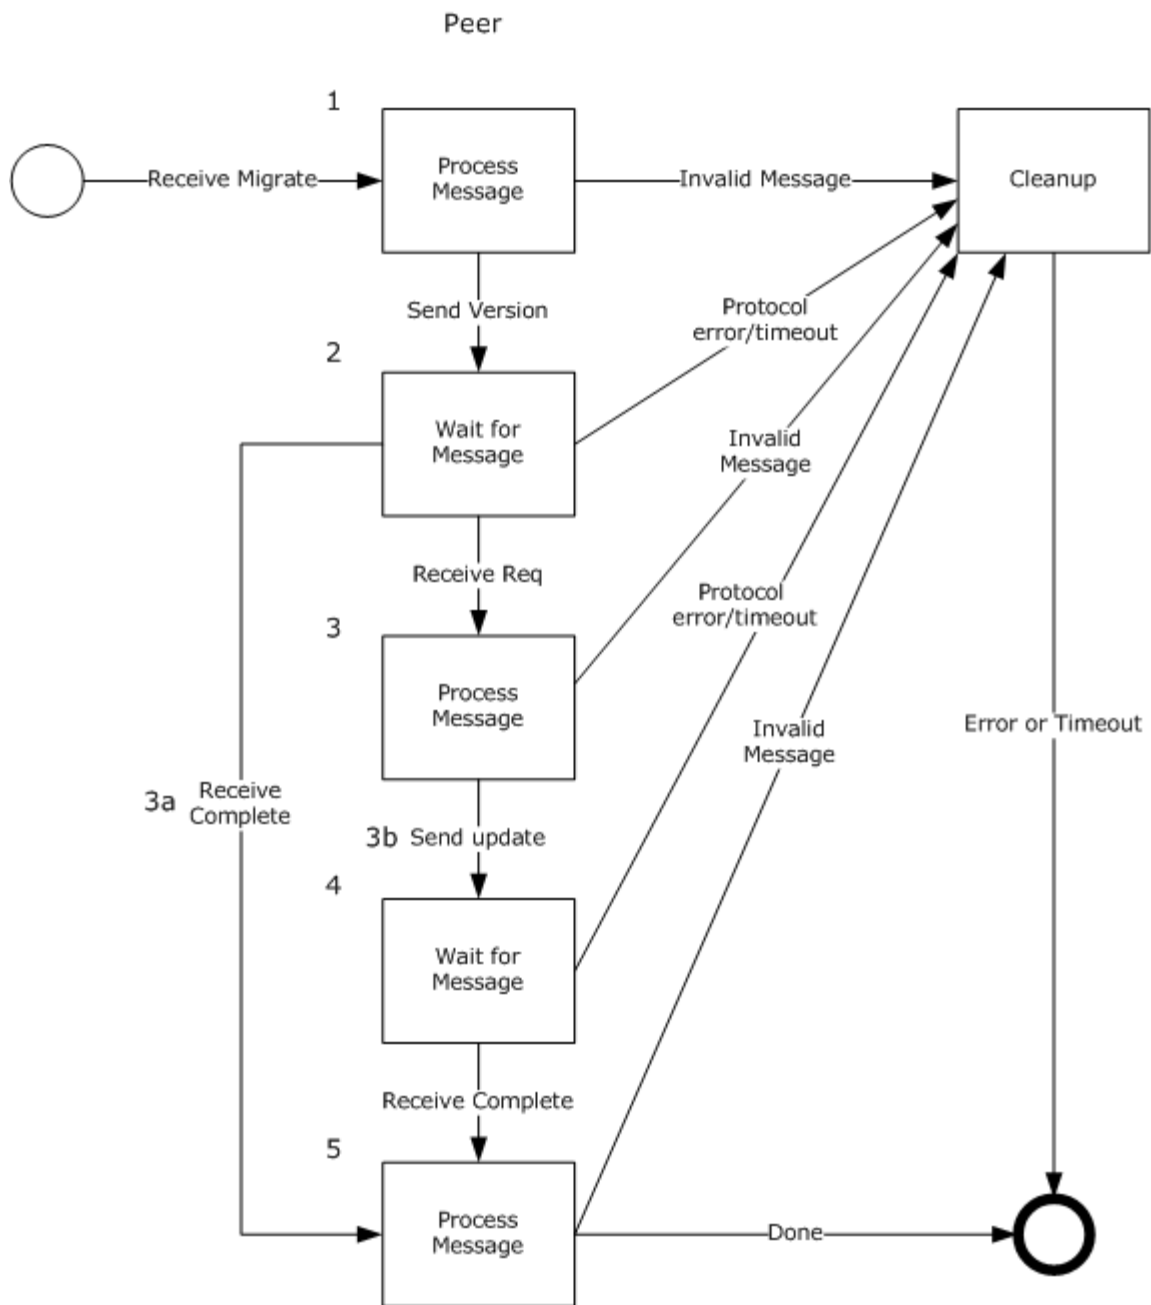 Peer
1
Process
Message
Receive Migrate
Invalid Message
Cleanup
Send Version
Protocol
error/timeout
2
Wait for
Message
Invalid
Message
Receive Req
Protocol
error/timeout
3
Process
Message
Invalid
Message
Error or Timeout
3a
Receive
Complete
3b
Send update
4
Wait for
Message
Receive Complete
5
Process
Message
Done